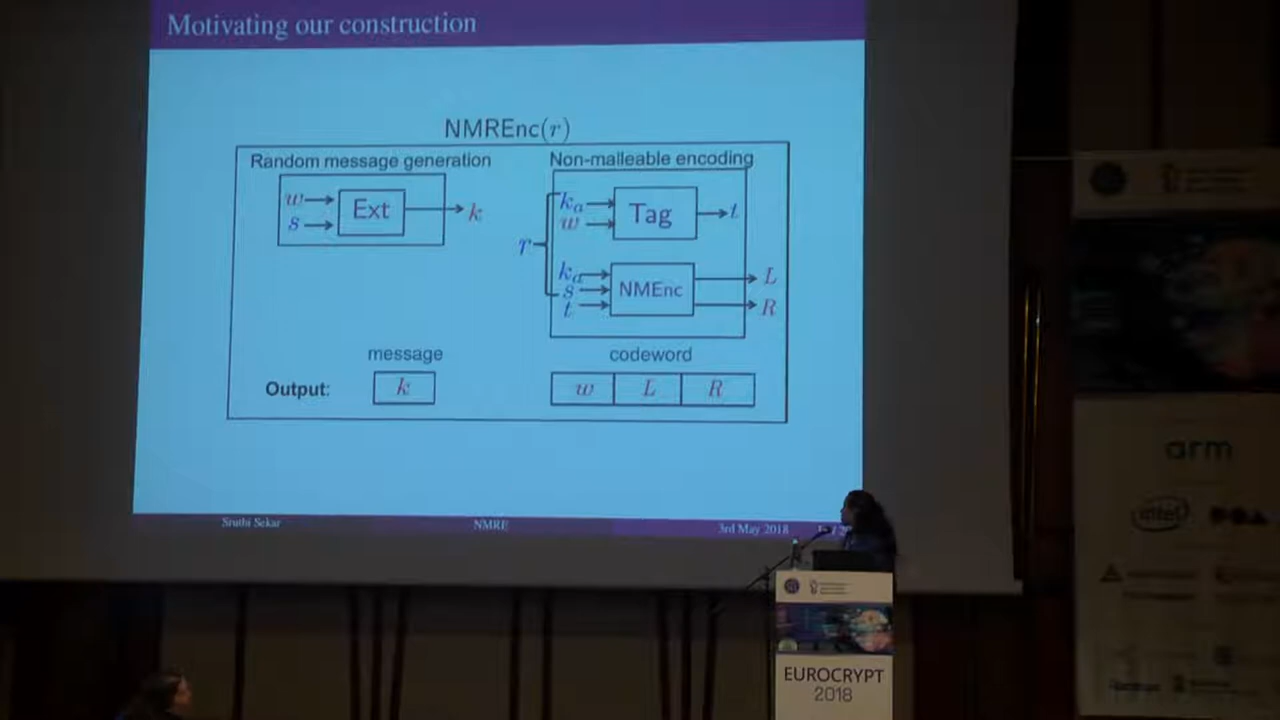 Motivating our construction
NMREnc(r)
Random message generation
Non-malleable encoding
w
s
Ext
k
r
k_a
w
Tag
t
k_a
s
t
NMEnc
L
R
message
codeword
Output:
k
w
L
R
Sruthi Sekar
NMRE
3rd May 2018
EUROCRYPT
2018
arm
intel